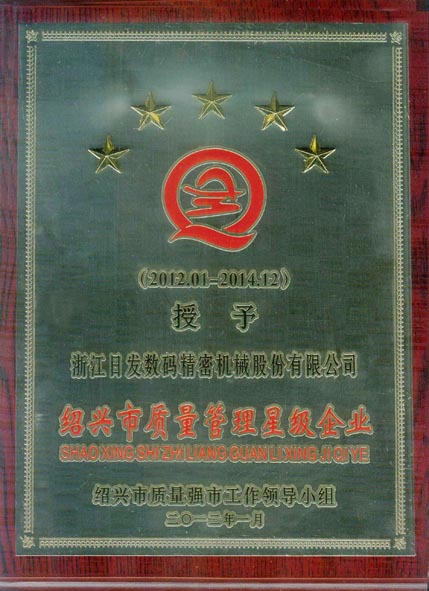 (2012.01-2014.12)
授予
浙江日发数码精密机械股份有限公司
绍兴市质量管理星级企业
SHAO XING SHI ZHI LIANG GUAN LI XING JI QI YE
绍兴市质量强市工作领导小组
二〇一二年一月